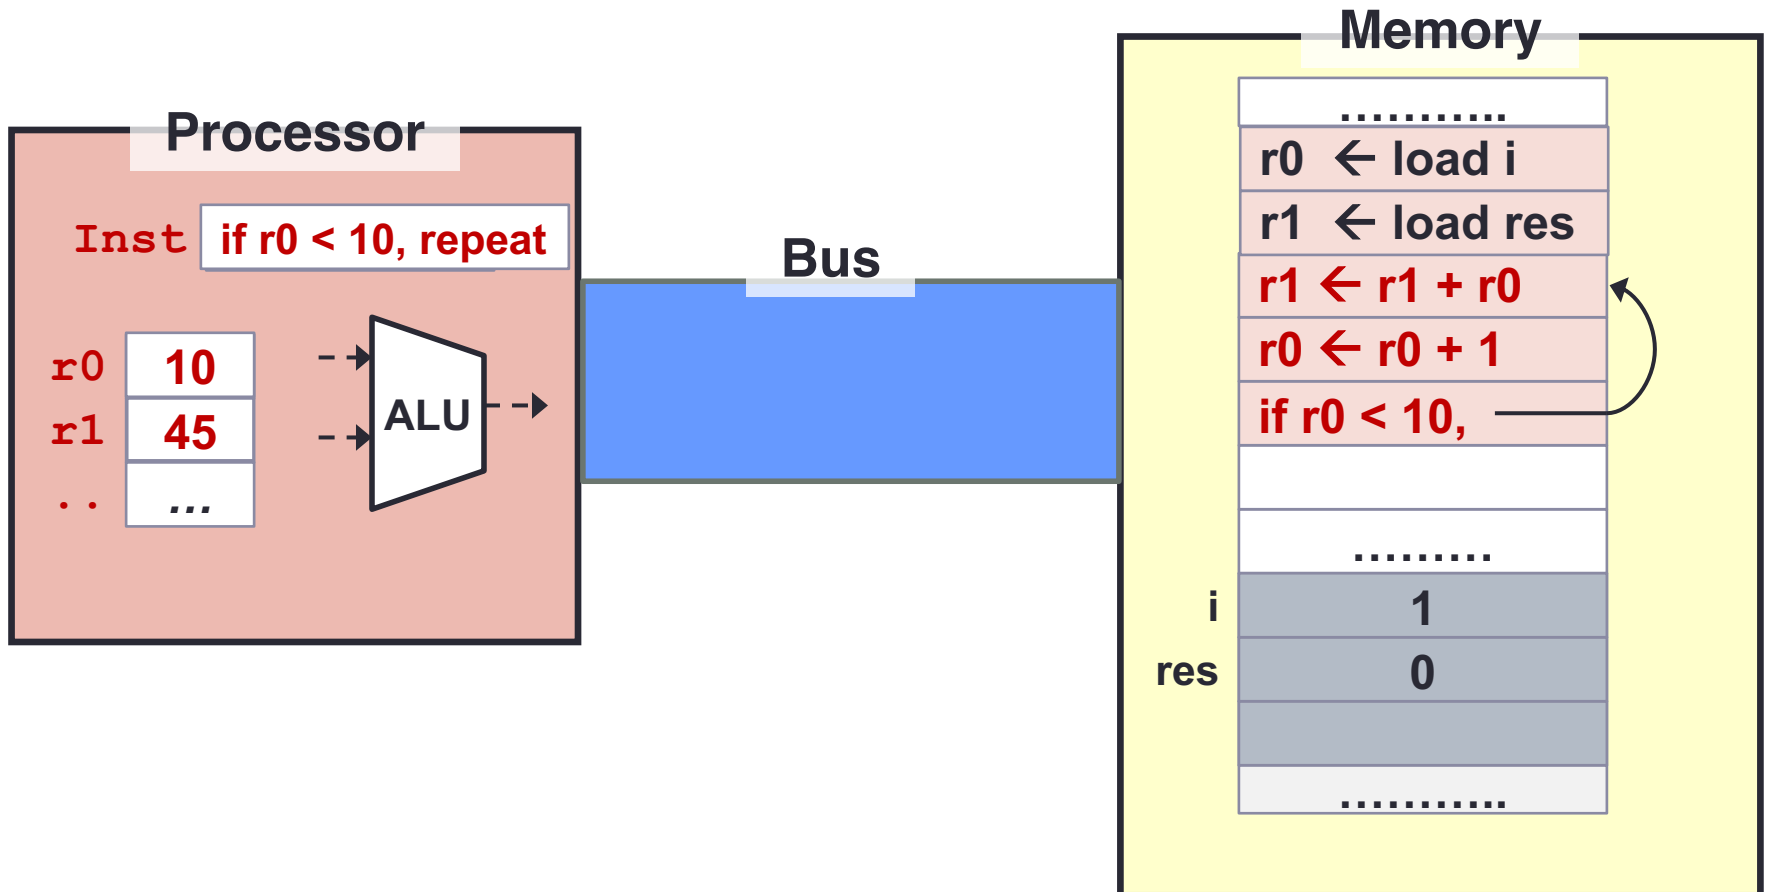 Processor
Inst if r0 < 10, repeat
r0 10
r1 45
.. ...
ALU
Bus
Memory
...........
r0 ← load i
r1 ← load res
r1 ← r1 + r0
r0 ← r0 + 1
if r0 < 10,
.........
i 1
res 0
...........